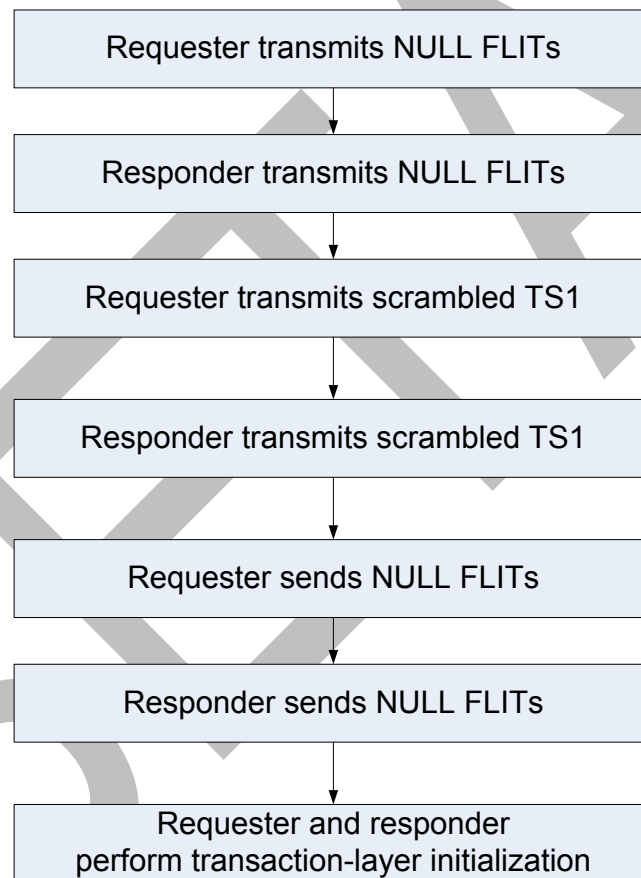 Requester transmits NULL FLITs
Responder transmits NULL FLITs
Requester transmits scrambled TS1
Responder transmits scrambled TS1
Requester sends NULL FLITs
Responder sends NULL FLITs
Requester and responder
perform transaction-layer initialization